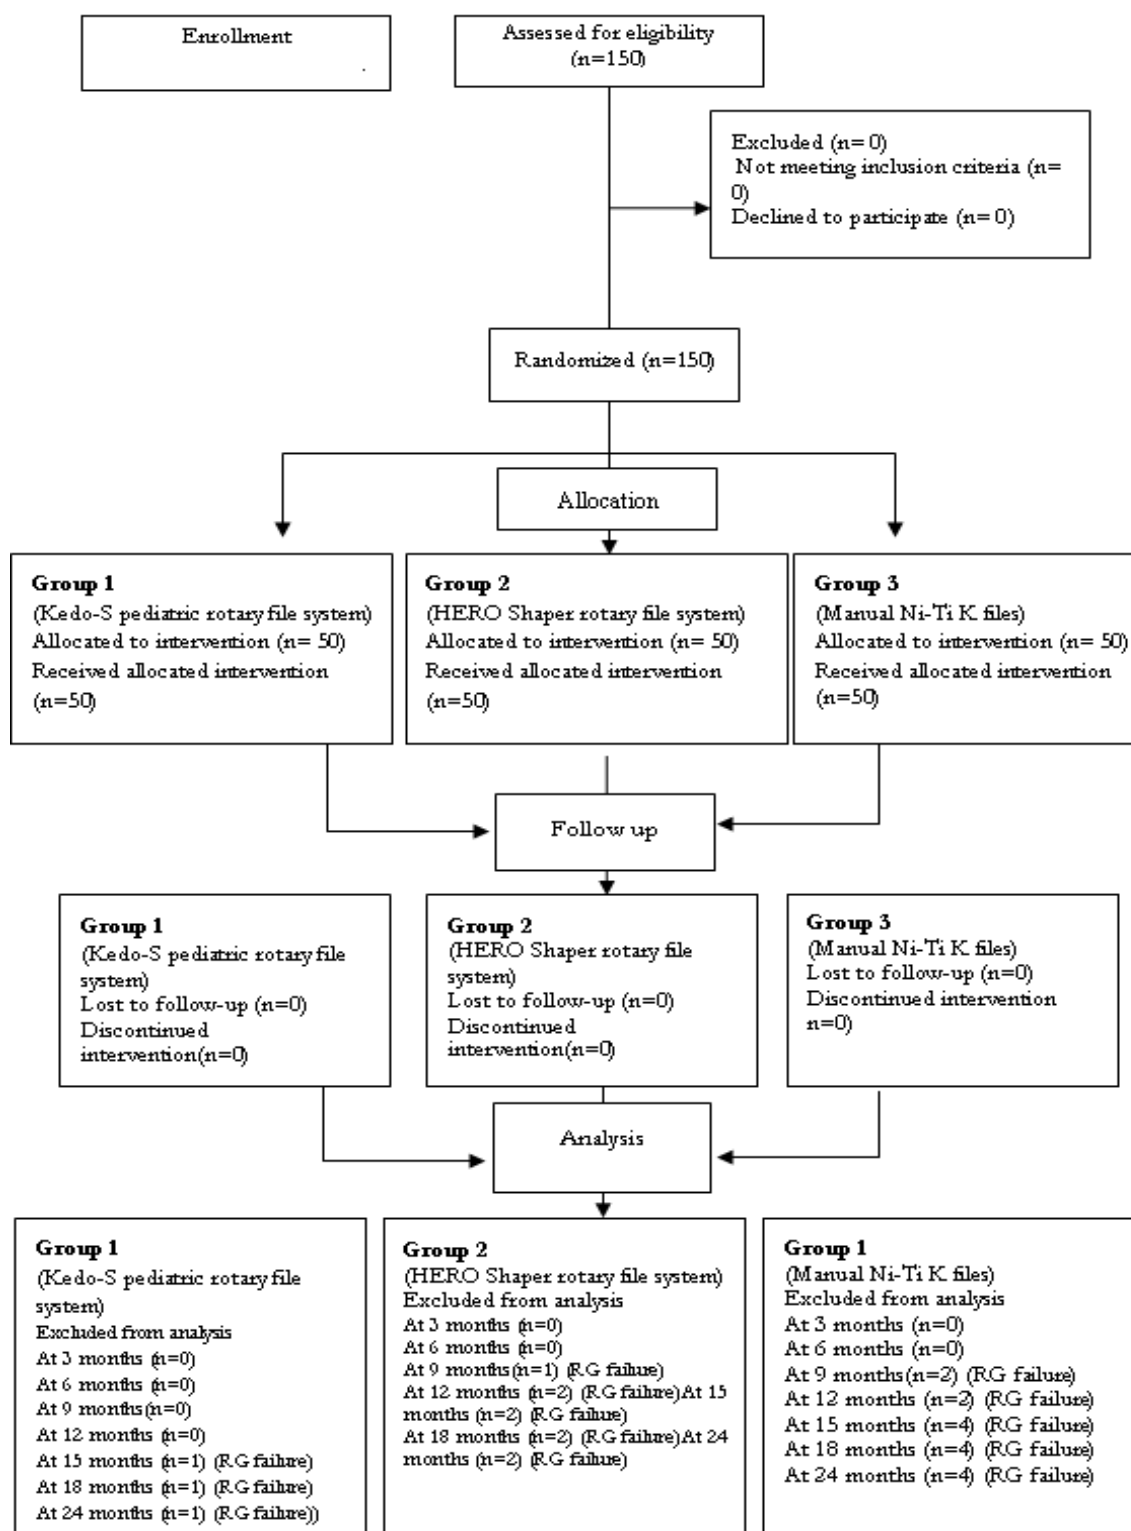 Enrollment
.
Assessed for eligibility
(n=150)
Excluded (n= 0)
Not meeting inclusion criteria (n=
0)
Declined to participate (n= 0)
Randomized (n=150)
Allocation
Group 1
(Kedo-S pediatric rotary file system)
Allocated to intervention (n= 50)
Received allocated intervention
(n=50)
Group 2
(HERO Shaper rotary file system)
Allocated to intervention (n= 50)
Received allocated intervention
(n=50)
Group 3
(Manual Ni-Ti K files)
Allocated to intervention (n= 50)
Received allocated intervention
(n=50)
Follow up
Group 1
(Kedo-S pediatric rotary file
system)
Lost to follow-up (n=0)
Discontinued
intervention(n=0)
Group 2
(HERO Shaper rotary file
system)
Lost to follow-up (n=0)
Discontinued
intervention(n=0)
Group 3
(Manual Ni-Ti K files)
Lost to follow-up (n=0)
Discontinued intervention
n=0)
Analysis
Group 1
(Kedo-S pediatric rotary file
system)
Excluded from analysis
At 3 months (n=0)
At 6 months (n=0)
At 9 months(n=0)
At 12 months (n=0)
At 15 months (n=1) (RG failure)
At 18 months (n=1) (RG failure)
At 24 months (n=1) (RG failure))
Group 2
(HERO Shaper rotary file system)
Excluded from analysis
At 3 months (n=0)
At 6 months (n=0)
At 9 months(n=1) (RG failure)
At 12 months (n=2) (RG failure)At 15
months (n=2) (RG failure)
At 18 months (n=2) (RG failure)At 24
months (n=2) (RG failure)
Group 1
(Manual Ni-Ti K files)
Excluded from analysis
At 3 months (n=0)
At 6 months (n=0)
At 9 months(n=2) (RG failure)
At 12 months (n=2) (RG failure)
At 15 months (n=4) (RG failure)
At 18 months (n=4) (RG failure)
At 24 months (n=4) (RG failure)